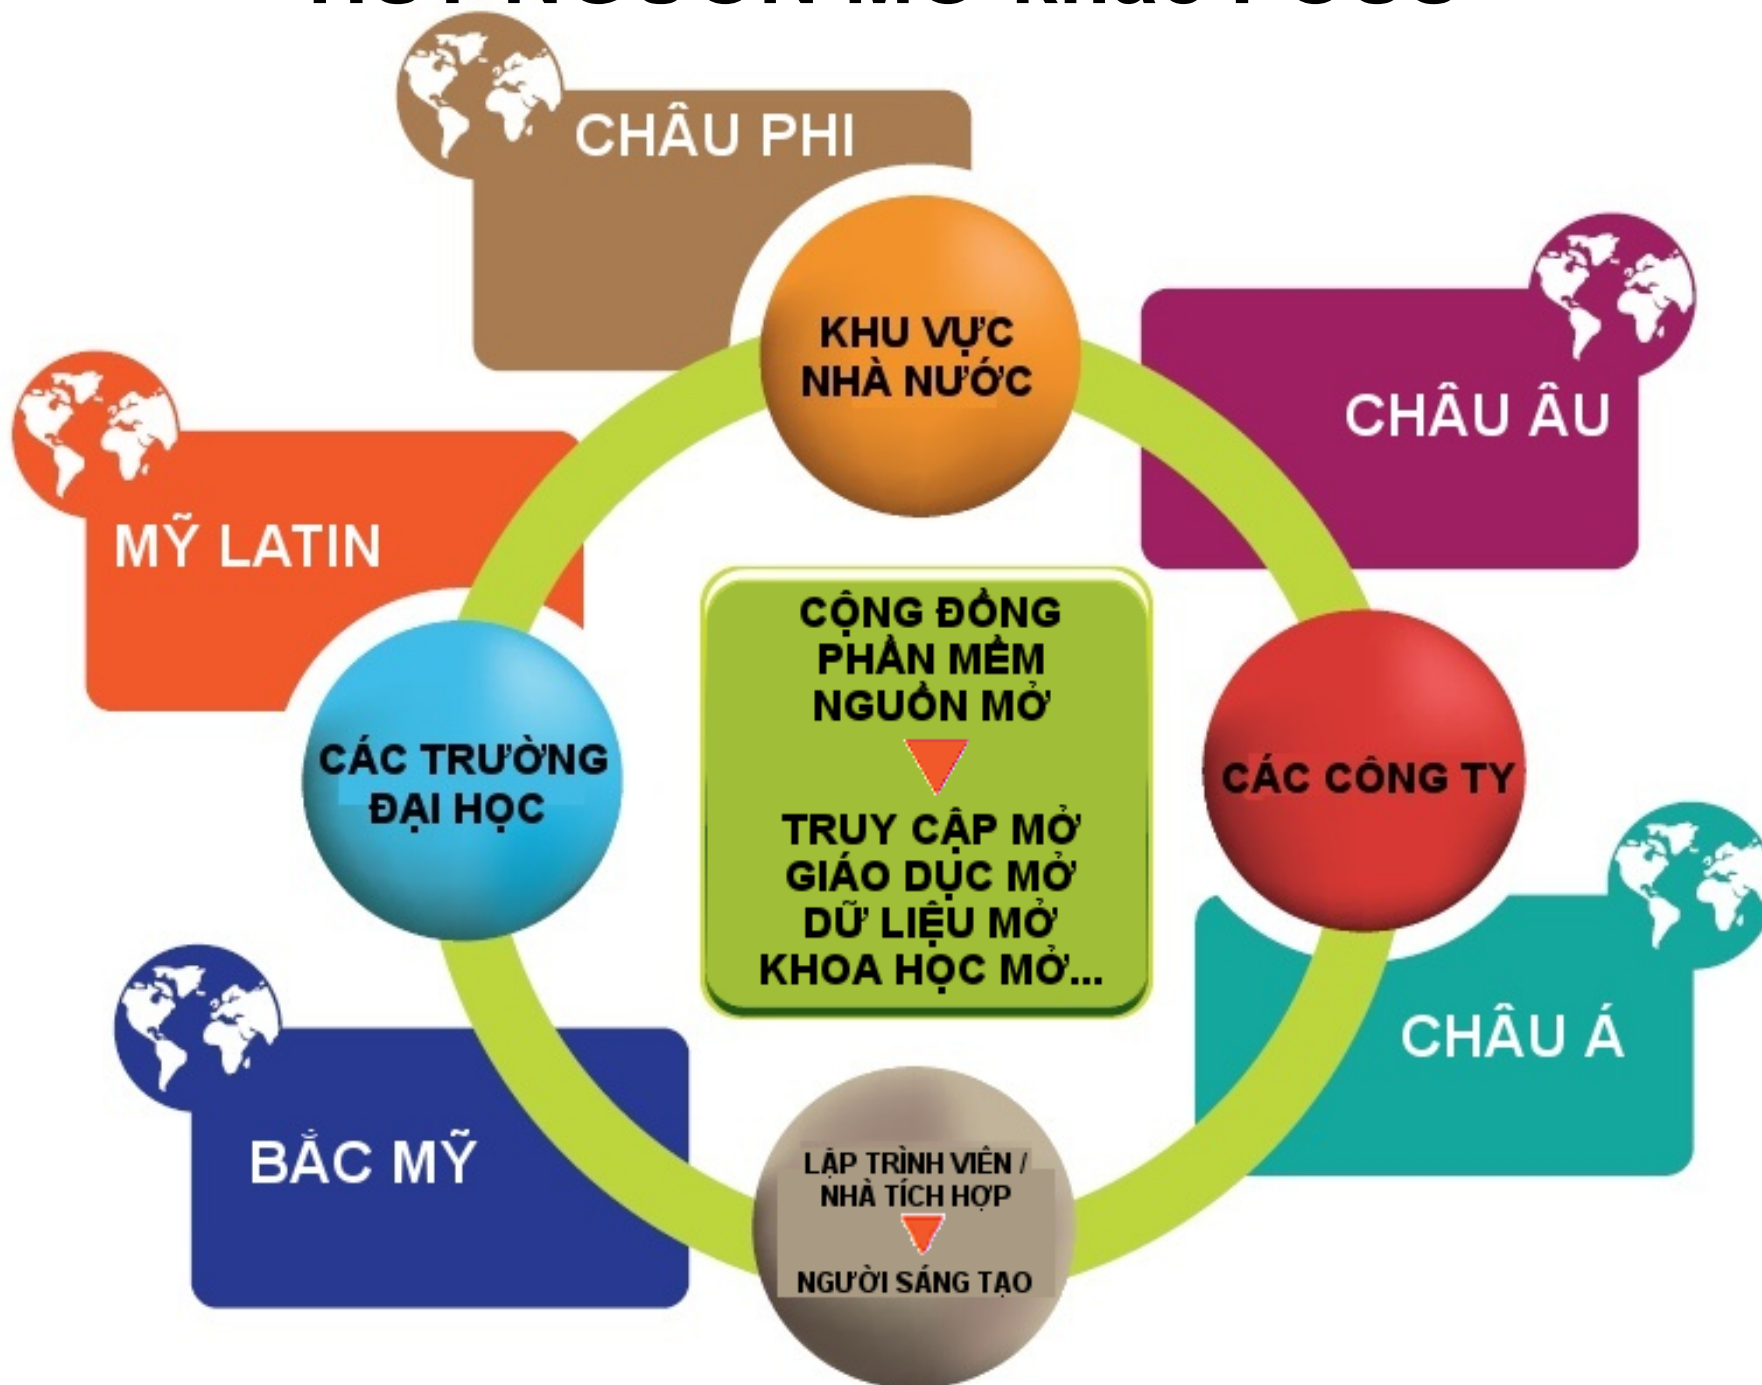 CHÂU PHI
KHU VỰC
NHÀ NƯỚC
CHÂU ÂU
MỸ LATIN
CỘNG ĐỒNG
PHẦN MỀM
NGUỒN MỞ
CÁC TRƯỜNG
ĐẠI HỌC
CÁC CÔNG TY
TRUY CẬP MỞ
GIÁO DỤC MỞ
DỮ LIỆU MỞ
KHOA HỌC MỞ...
CHÂU Á
BẮC MỸ
LẬP TRÌNH VIÊN /
NHÀ TÍCH HỢP
NGƯỜI SÁNG TẠO